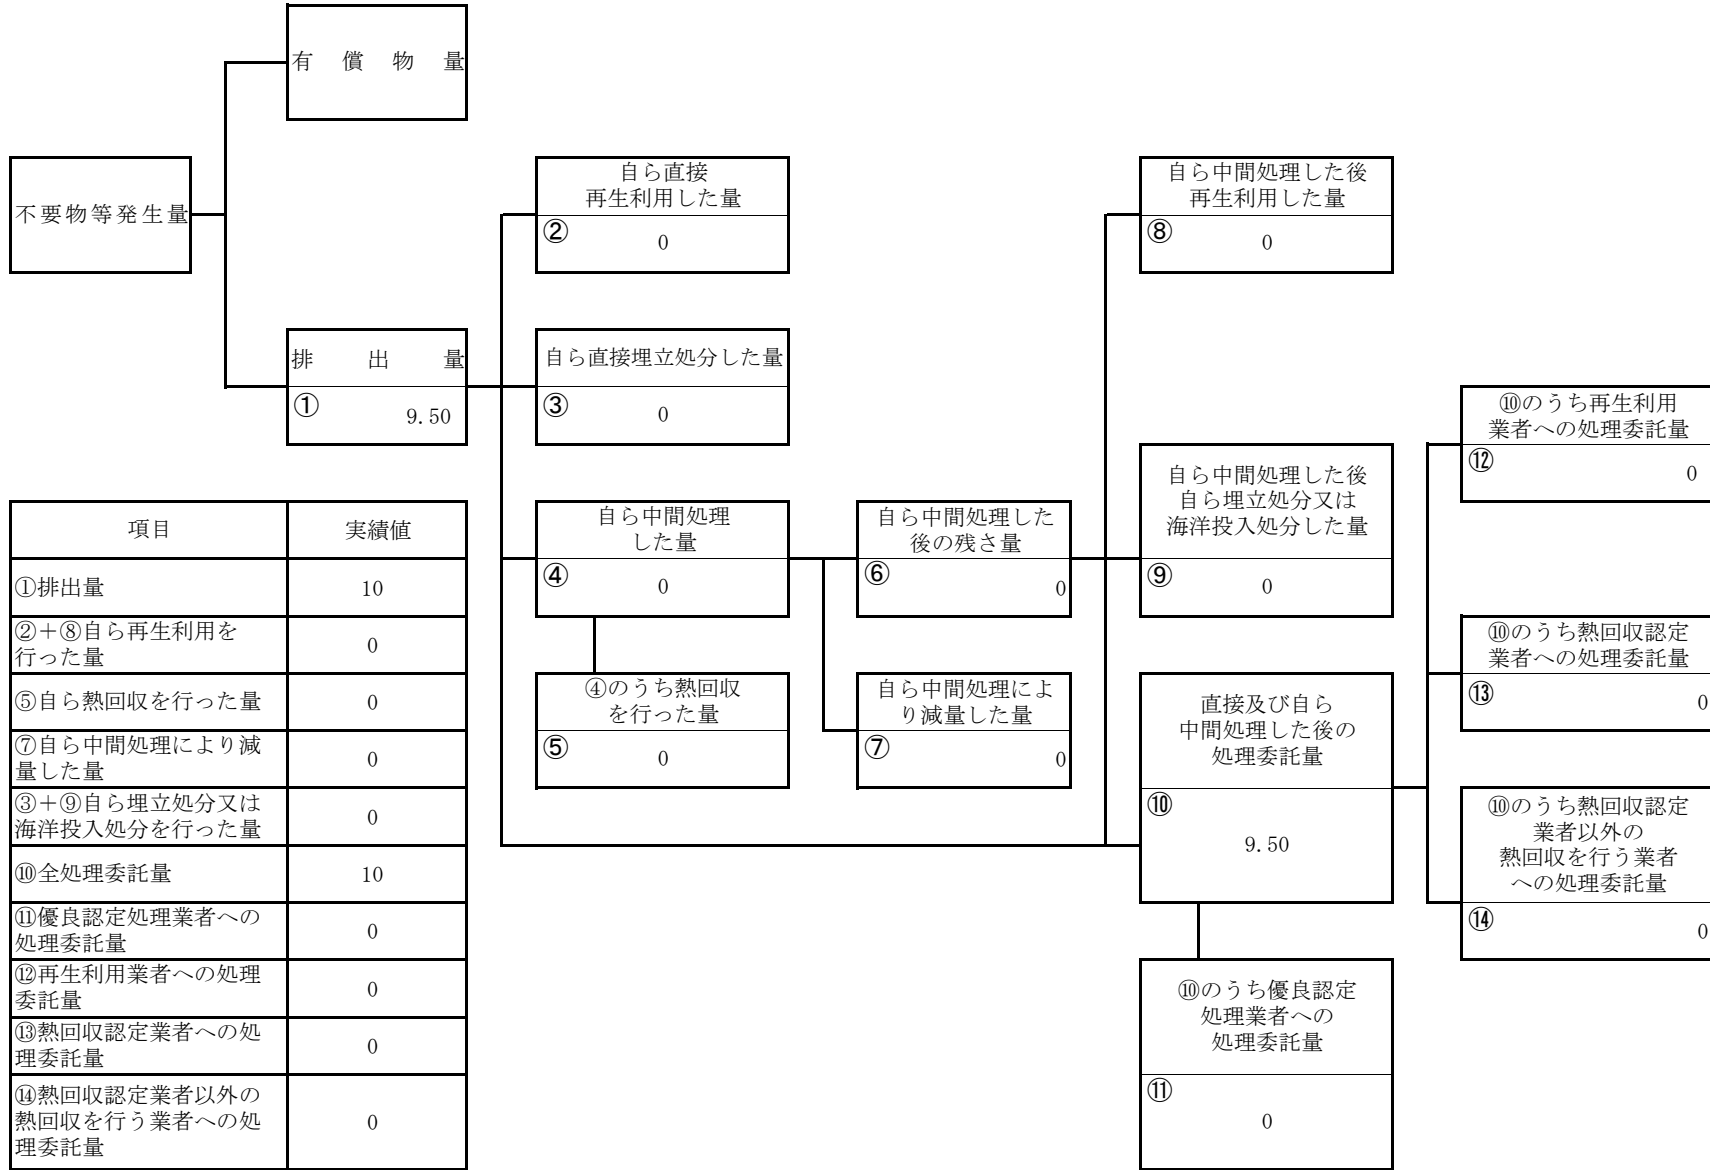 有償物量
不要物等発生量
排出量
①
9.50
自ら直接
再生利用した量
②
0
自ら直接埋立処分した量
③
0
自ら中間処理
した量
④
0
④のうち熱回収
を行った量
⑤
0
自ら中間処理した
後の残さ量
⑥
0
自ら中間処理によ
り減量した量
⑦
0
自ら中間処理した後
再生利用した量
⑧
0
自ら中間処理した後
自ら埋立処分又は
海洋投入処分した量
⑨
0
直接及び自ら
中間処理した後の
処理委託量
⑩
9.50
⑩のうち優良認定
処理業者への
処理委託量
⑪
0
⑩のうち再生利用
業者への処理委託量
⑫
0
⑩のうち熱回収認定
業者への処理委託量
⑬
0
⑩のうち熱回収認定
業者以外の
熱回収を行う業者
への処理委託量
⑭
0
項目 実績値
①排出量 10
②+⑧自ら再生利用を
行った量 0
⑤自ら熱回収を行った量 0
⑦自ら中間処理により減
量した量 0
③+⑨自ら埋立処分又は
海洋投入処分を行った量 0
⑩全処理委託量 10
⑪優良認定処理業者への
処理委託量 0
⑫再生利用業者への処理
委託量 0
⑬熱回収認定業者への処
理委託量 0
⑭熱回収認定業者以外の
熱回収を行う業者への処
理委託量 0